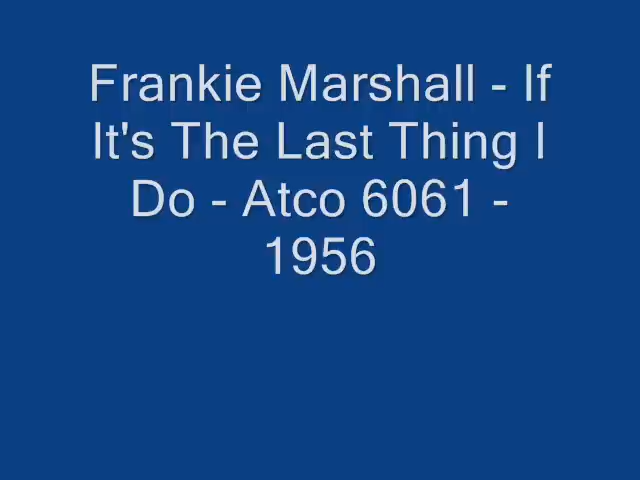 Frankie Marshall - If
It's The Last Thing I
Do - Atco 6061 -
1956